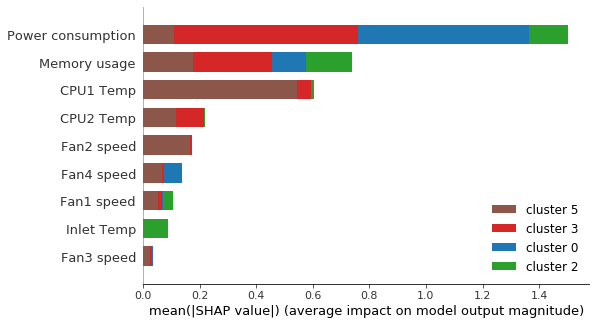 Power consumption
Memory usage
CPU1 Temp
CPU2 Temp
Fan2 speed
Fan4 speed
Fan1 speed
Inlet Temp
Fan3 speed
cluster 5
cluster 3
cluster 0
cluster 2
0.0 0.2 0.4 0.6 0.8 1.0 1.2 1.4
mean(|SHAP value|) (average impact on model output magnitude)